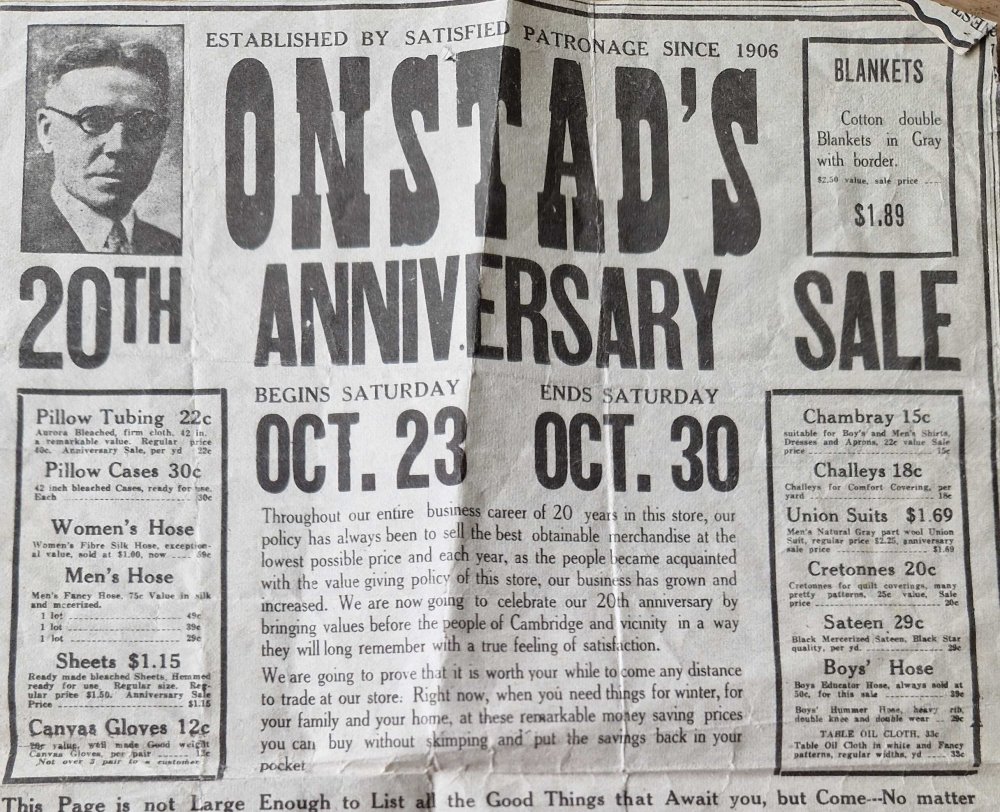 ESTABLISHED BY SATISFIED PATRONAGE SINCE 1906
ONSTAD'S
20TH ANNIVERSARY SALE
BLANKETS
Cotton double
Blankets in Gray
with border.
$2.50 value, sale price ----
$1.89
BEGINS SATURDAY
OCT. 23
ENDS SATURDAY
OCT. 30
Pillow Tubing 22c
Aurora Bleached, firm cloth, 42 in.
a remarkable value. Regular price
40c. Anniversary Sale, per yd 22c
Pillow Cases 30c
42 inch bleached Cases, ready for use.
Each ---- 30c
Women's Hose
Women's Fibre Silk Hose, exception-
al value, sold at $1.00, now ---- 59c
Men's Hose
Men's Fancy Hose, 75c Value in silk
and mercerized.
1 lot ---- 49c
1 lot ---- 39c
1 lot ---- 29c
Sheets $1.15
Ready made bleached Sheets, Hemmed
ready for use. Regular size. Reg-
ular price $1.50. Anniversary Sale
Price ---- $1.15
Canvas Gloves 12c
value, well made Good weight
Canvas Gloves, per pair ----
Not over 3 pair to a customer
Throughout our entire business career of 20 years in this store, our
policy has always been to sell the best obtainable merchandise at the
lowest possible price and each year, as the people became acquainted
with the value giving policy of this store, our business has grown and
increased. We are now going to celebrate our 20th anniversary by
bringing values before the people of Cambridge and vicinity in a way
they will long remember with a true feeling of satisfaction.
We are going to prove that it is worth your while to come any distance
to trade at our store. Right now, when you need things for winter, for
your family and your home, at these remarkable money saving prices
you can buy without skimping and put the savings back in your
pocket
Chambray 15c
suitable for Boy's and Men's Shirts,
Dresses and Aprons, 22c value Sale
price ---- 15c
Challeys 18c
Challeys for Comfort Covering, per
yard ---- 18c
Union Suits $1.69
Men's Natural Gray part wool Union
Suit, regular price $2.25, anniversary
sale price ---- $1.69
Cretonnes 20c
Cretonnes for quilt coverings, many
pretty patterns, 25c value, Sale
price ---- 20c
Sateen 29c
Black Mercerized Sateen, Black Star
quality, per yd. ---- 29c
Boys' Hose
Boys Educator Hose, always sold at
50c, for this sale ---- 39c
Boys' Hummer Hose, heavy rib,
double knee and double wear -- 29c
TABLE OIL CLOTH, 33c
Table Oil Cloth in white and Fancy
patterns, regular widths, yd ---- 33c
This Page is not Large Enough to List all the Good Things that Await you, but Come---No matter